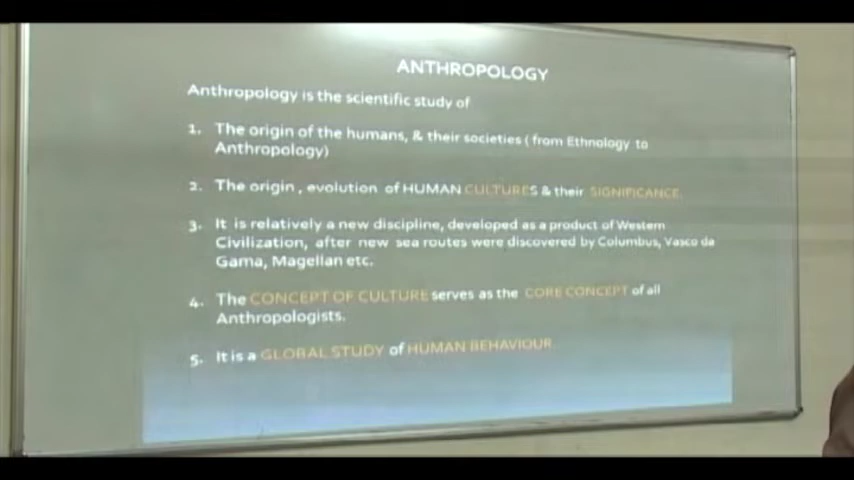 ANTHROPOLOGY
Anthropology is the scientific study of
1. The origin of the humans, & their societies ( from Ethnology to
Anthropology)
2. The origin , evolution of HUMAN CULTURES & their SIGNIFICANCE.
3. It is relatively a new discipline, developed as a product of Western
Civilization, after new sea routes were discovered by Columbus, Vasco da
Gama, Magellan etc.
4. The CONCEPT OF CULTURE serves as the CORE CONCEPT of all
Anthropologists.
5. It is a GLOBAL STUDY of HUMAN BEHAVIOUR.